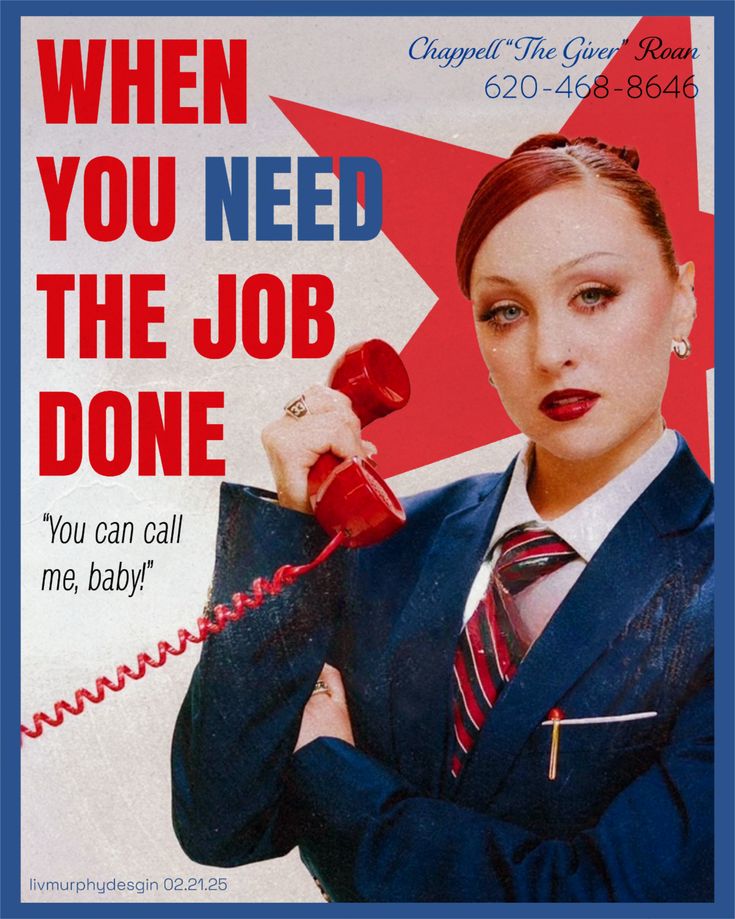 Chappell “The Giver” Roan
620-468-8646
WHEN
YOU NEED
THE JOB
DONE
“You can call
me, baby!”
livmurphydesgin 02.21.25